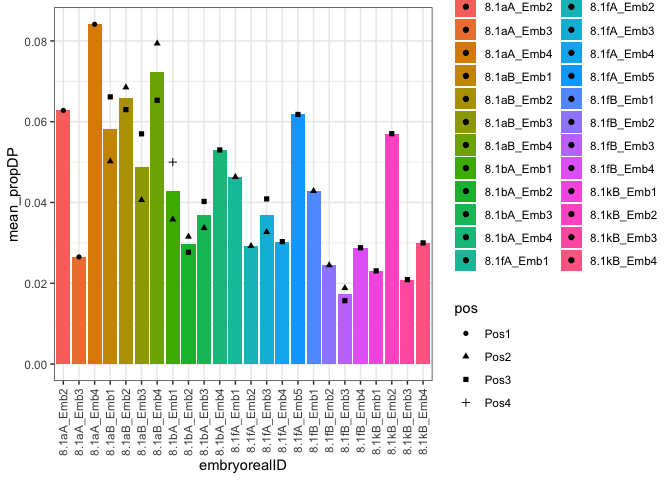 mean_propDP
0.08
0.06
0.04
0.02
0.00
8.1aA_Emb2
8.1aA_Emb3
8.1aA_Emb4
8.1aB_Emb1
8.1aB_Emb2
8.1aB_Emb3
8.1aB_Emb4
8.1bA_Emb1
8.1bA_Emb2
8.1bA_Emb3
8.1bA_Emb4
8.1fA_Emb1
8.1fA_Emb2
8.1fA_Emb3
8.1fA_Emb4
8.1fA_Emb5
8.1fB_Emb1
8.1fB_Emb2
8.1fB_Emb3
8.1fB_Emb4
8.1kB_Emb1
8.1kB_Emb2
8.1kB_Emb3
8.1kB_Emb4
embryorealID
8.1aA_Emb2
8.1aA_Emb3
8.1aA_Emb4
8.1aB_Emb1
8.1aB_Emb2
8.1aB_Emb3
8.1aB_Emb4
8.1bA_Emb1
8.1bA_Emb2
8.1bA_Emb3
8.1bA_Emb4
8.1fA_Emb1
8.1fA_Emb2
8.1fA_Emb3
8.1fA_Emb4
8.1fA_Emb5
8.1fB_Emb1
8.1fB_Emb2
8.1fB_Emb3
8.1fB_Emb4
8.1kB_Emb1
8.1kB_Emb2
8.1kB_Emb3
8.1kB_Emb4
pos
Pos1
Pos2
Pos3
Pos4